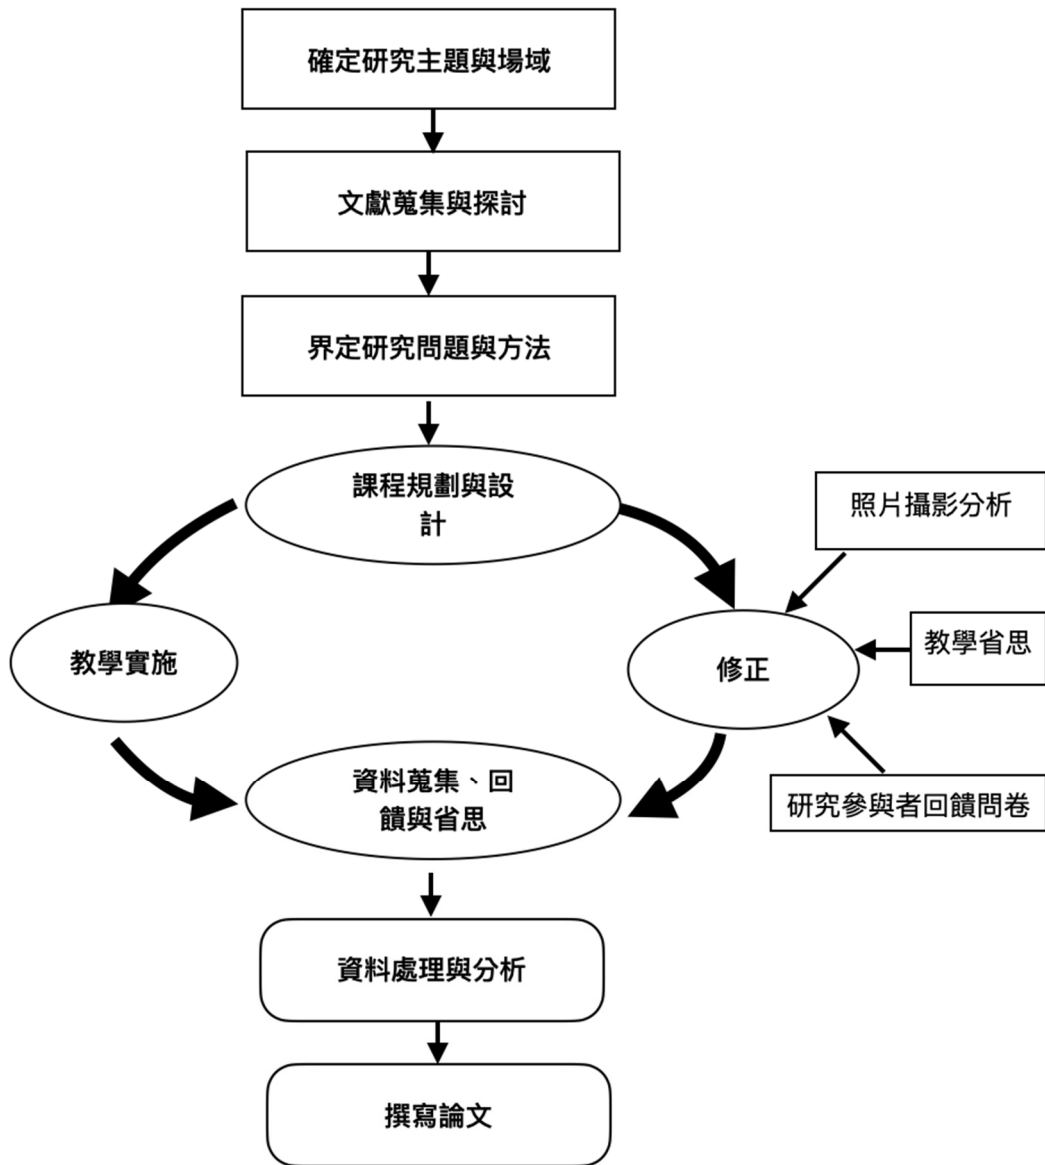 確定研究主題與場域
文獻蒐集與探討
界定研究問題與方法
課程規劃與設
計
照片攝影分析
教學實施
修正
教學省思
資料蒐集、回
饋與省思
研究參與者回饋問卷
資料處理與分析
撰寫論文